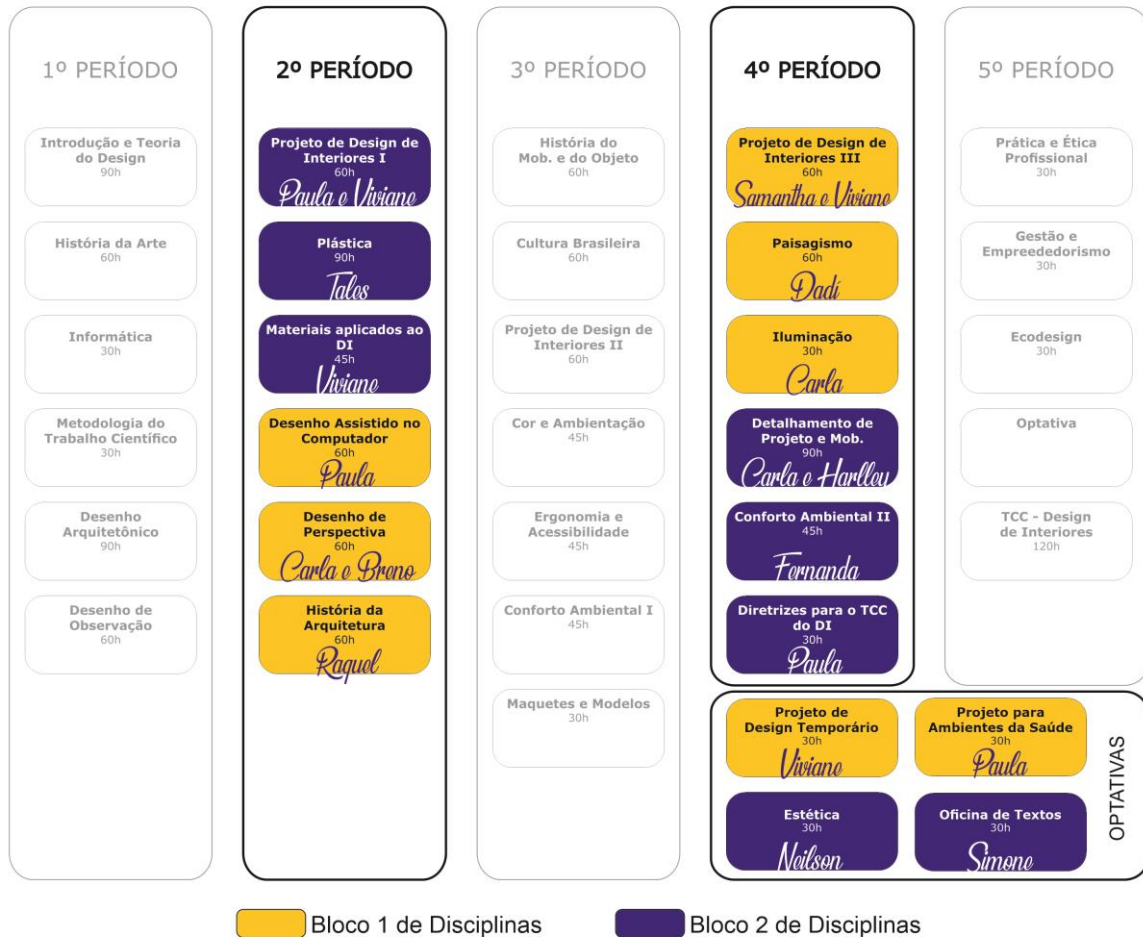 1º PERÍODO
Introdução e Teoria
do Design
90h
História da Arte
60h
Informática
30h
Metodologia do
Trabalho Científico
30h
Desenho
Arquitetônico
90h
Desenho de
Observação
60h
2º PERÍODO
Projeto de Design de
Interiores I
60h
Paula e Viviane
Plástica
90h
Tales
Materiais aplicados ao
DI
45h
Viviane
Desenho Assistido no
Computador
60h
Paula
Desenho de
Perspectiva
60h
Carla e Breno
História da
Arquitetura
60h
Raquel
3º PERÍODO
História do
Mob. e do Objeto
60h
Cultura Brasileira
60h
Projeto de Design de
Interiores II
60h
Cor e Ambientação
45h
Ergonomia e
Acessibilidade
45h
Conforto Ambiental I
45h
Maquetes e Modelos
30h
4º PERÍODO
Projeto de Design de
Interiores III
60h
Samantha e Viviane
Paisagismo
60h
Dadí
Iluminação
30h
Carla
Detalhamento de
Projeto e Mob.
90h
Carla e Harlley
Conforto Ambiental II
45h
Fernanda
Diretrizes para o TCC
do DI
30h
Paula
5º PERÍODO
Prática e Ética
Profissional
30h
Gestão e
Empreededorismo
30h
Ecodesign
30h
Optativa
TCC - Design
de Interiores
120h
Projeto de
Design Temporário
30h
Viviane
Projeto para
Ambientes da Saúde
30h
Paula
Estética
30h
Neilson
Oficina de Textos
30h
Simone
OPTATIVAS
Bloco 1 de Disciplinas
Bloco 2 de Disciplinas